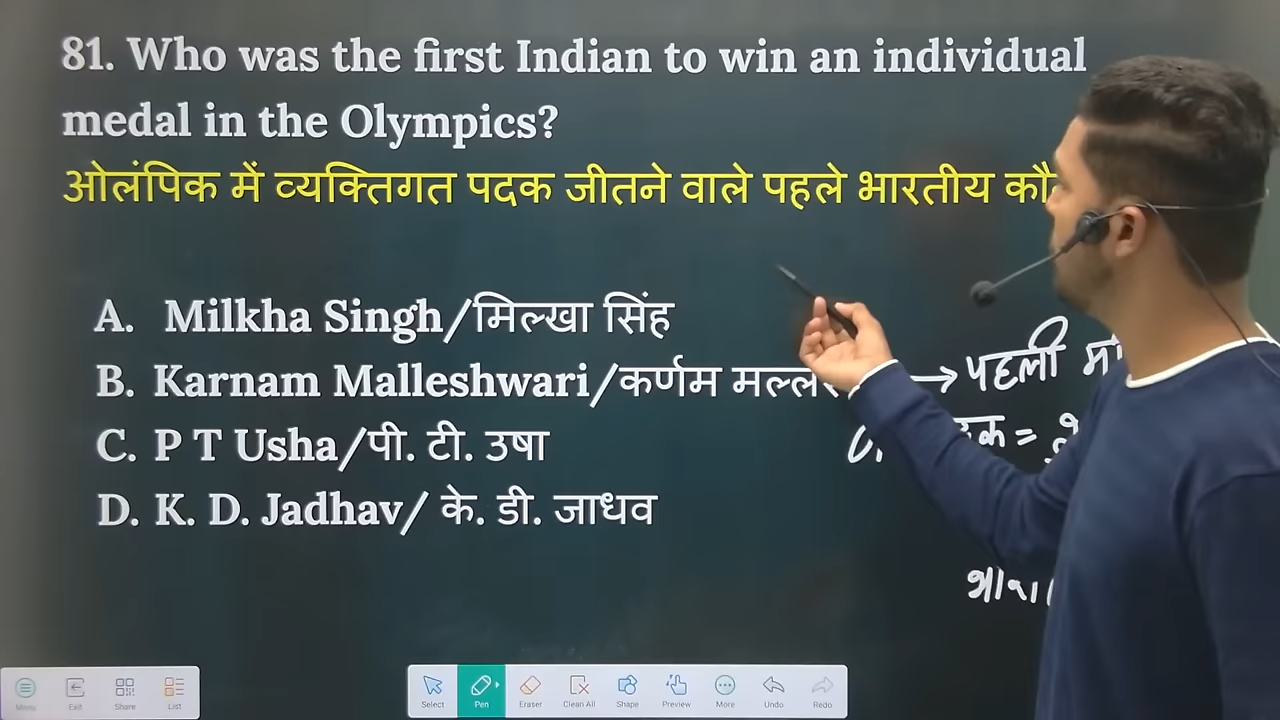 81. Who was the first Indian to win an individual
medal in the Olympics?
ओलंपिक में व्यक्तिगत पदक जीतने वाले पहले भारतीय
A. Milkha Singh/मिल्खा सिंह
B. Karnam Malleshwari/कर्णम
→ पहली
C. P T Usha/पी. टी. उषा
D. K. D. Jadhav/ के. डी. जाधव
Menu Exit Share List Select Pen Eraser Clean All Shape Preview More Undo Redo